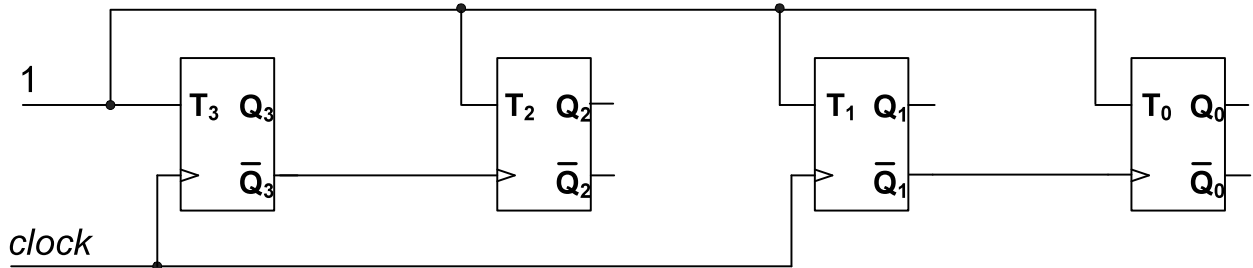 1
T₃ Q₃
T₂ Q₂
T₁ Q₁
T₀ Q₀
Q̅₃
Q̅₂
Q̅₁
Q̅₀
clock